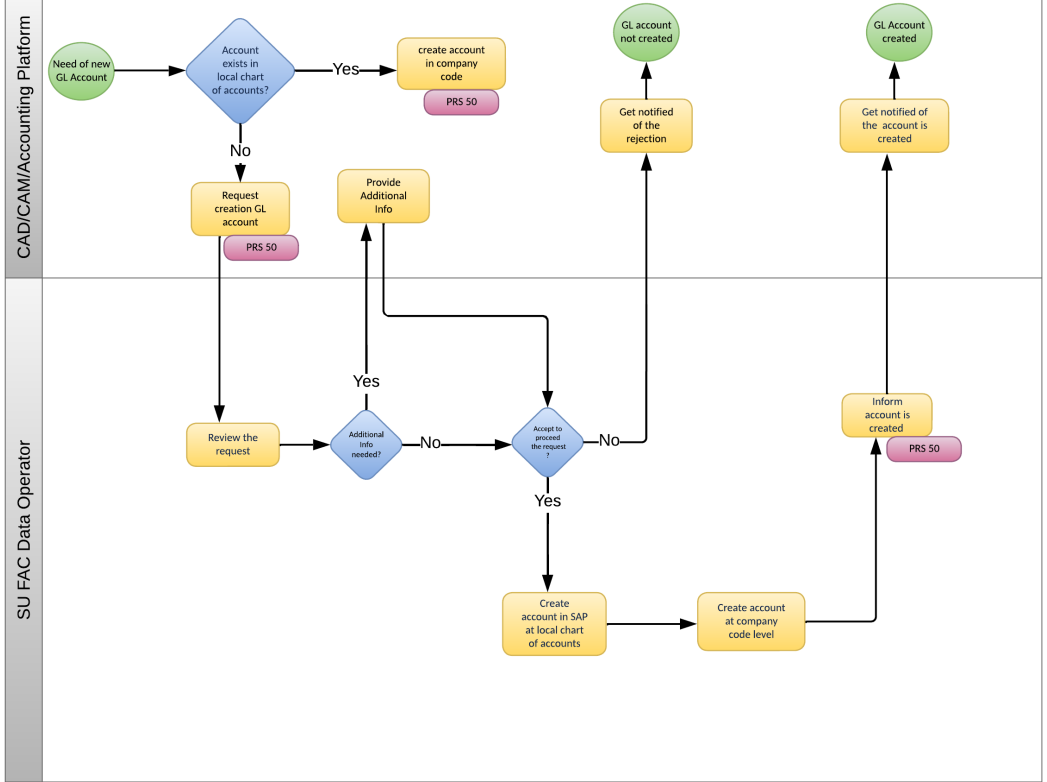 CAD/CAM/Accounting Platform
Need of new
GL Account
Account
exists in
local chart
of accounts?
Yes
create account
in company
code
PRS 50
No
Request
creation GL
account
PRS 50
Provide
Additional
Info
GL account
not created
Get notified
of the
rejection
GL Account
created
Get notified of
the account is
created
SU FAC Data Operator
Review the
request
Additional
Info
needed?
Yes
No
Accept to
proceed
the request
?
No
Yes
Create
account in SAP
at local chart
of accounts
Create account
at company
code level
Inform
account is
created
PRS 50